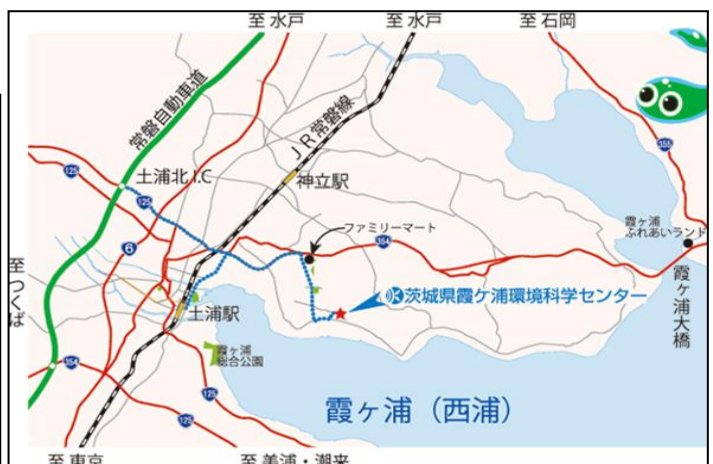 至 水戸
至 水戸
至 石岡
常磐自動車道
JR常磐線
125
土浦北 I.C
125
神立駅
355
ファミリーマート
霞ヶ浦
ふれあいランド
6
354
至つくば
茨城県霞ケ浦環境科学センター
霞ヶ浦大橋
土浦駅
354
霞ヶ浦
総合公園
125
125
霞ヶ浦（西浦）
至 東京
至 美浦・潮来